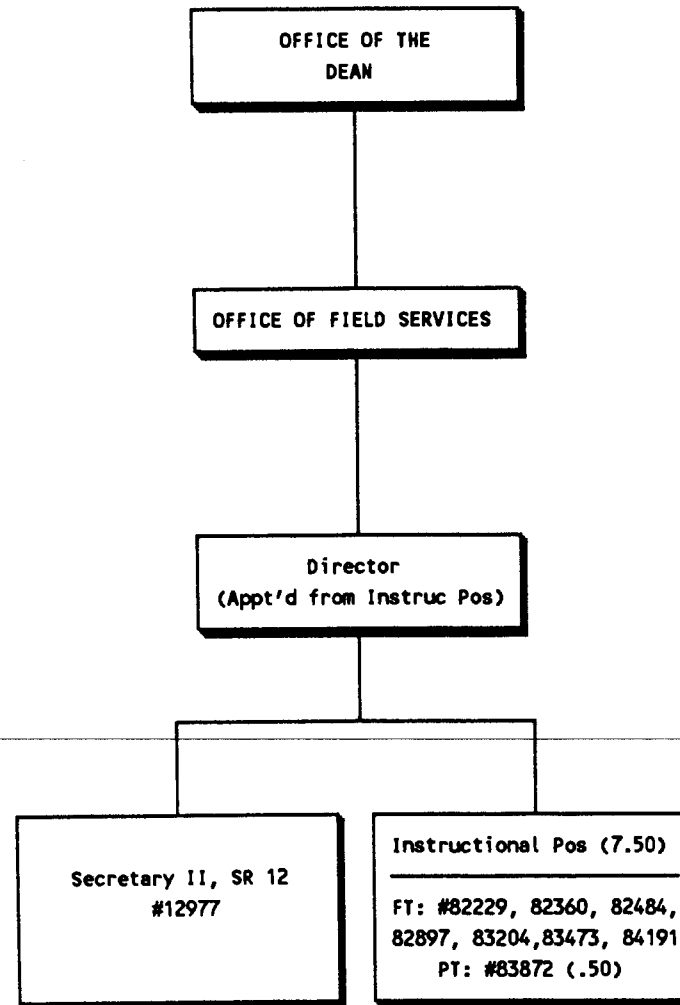 OFFICE OF THE
DEAN
OFFICE OF FIELD SERVICES
Director
(Appt'd from Instruc Pos)
Secretary II, SR 12
#12977
Instructional Pos (7.50)
FT: #82229, 82360, 82484,
82897, 83204,83473, 84191
PT: #83872 (.50)